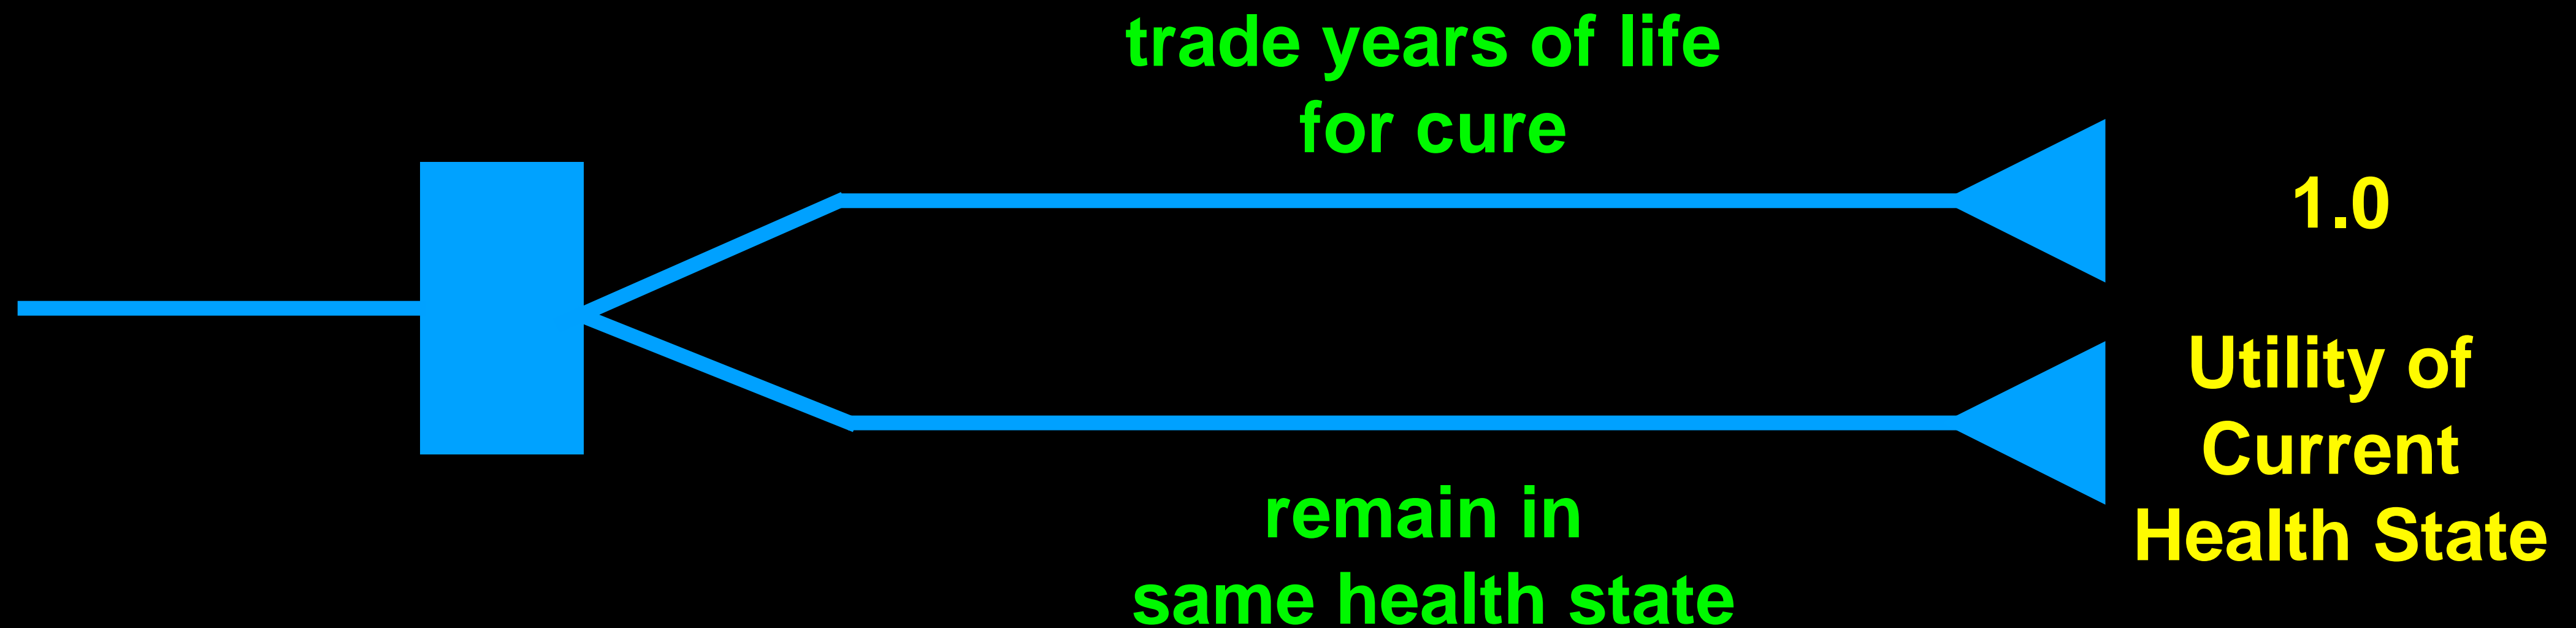 trade years of life
for cure
1.0
Utility of
Current
Health State
remain in
same health state